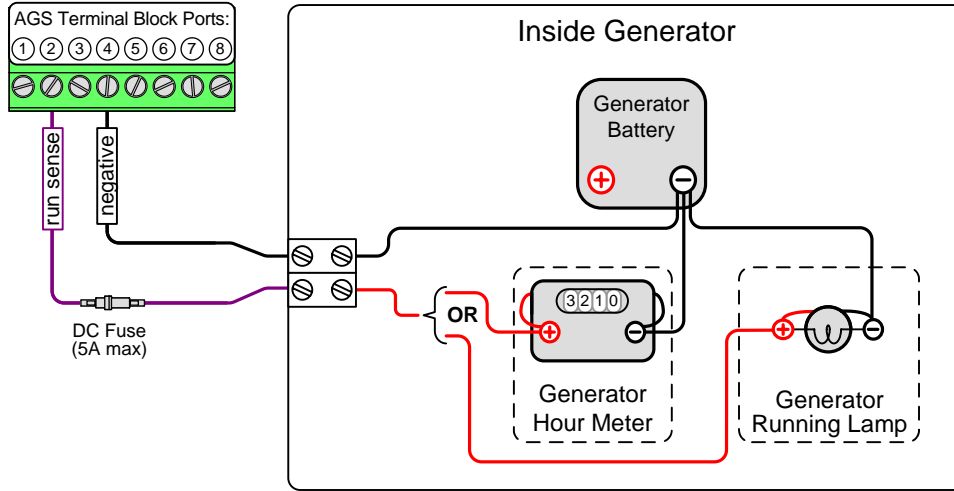 AGS Terminal Block Ports:
1 2 3 4 5 6 7 8
Inside Generator
Generator
Battery
+ −
run sense
negative
DC Fuse
(5A max)
OR
3210
+ −
Generator
Hour Meter
+ −
Generator
Running Lamp